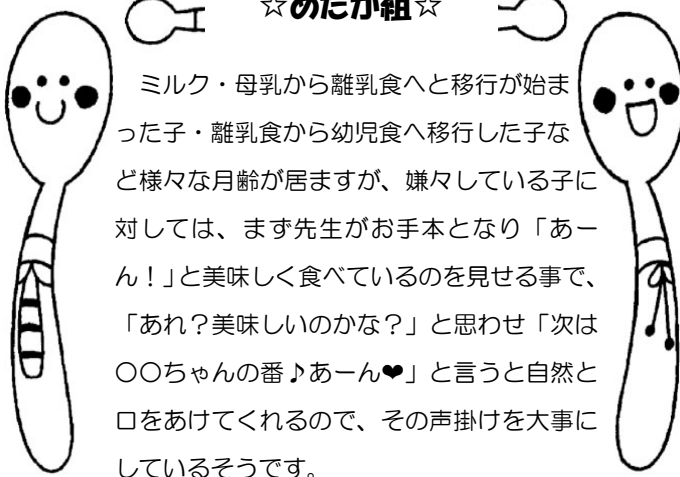 ☆めだか組☆
ミルク・母乳から離乳食へと移行が始ま
った子・離乳食から幼児食へ移行した子な
ど様々な月齢が居ますが、嫌々している子に
対しては、まず先生がお手本となり「あー
ん！」と美味しく食べているのを見せる事で、
「あれ？美味しいのかな？」と思わせ「次は
〇〇ちゃんの番♪あーん❤」と言うと自然と
口をあけてくれるので、その声掛けを大事に
しているそうです。